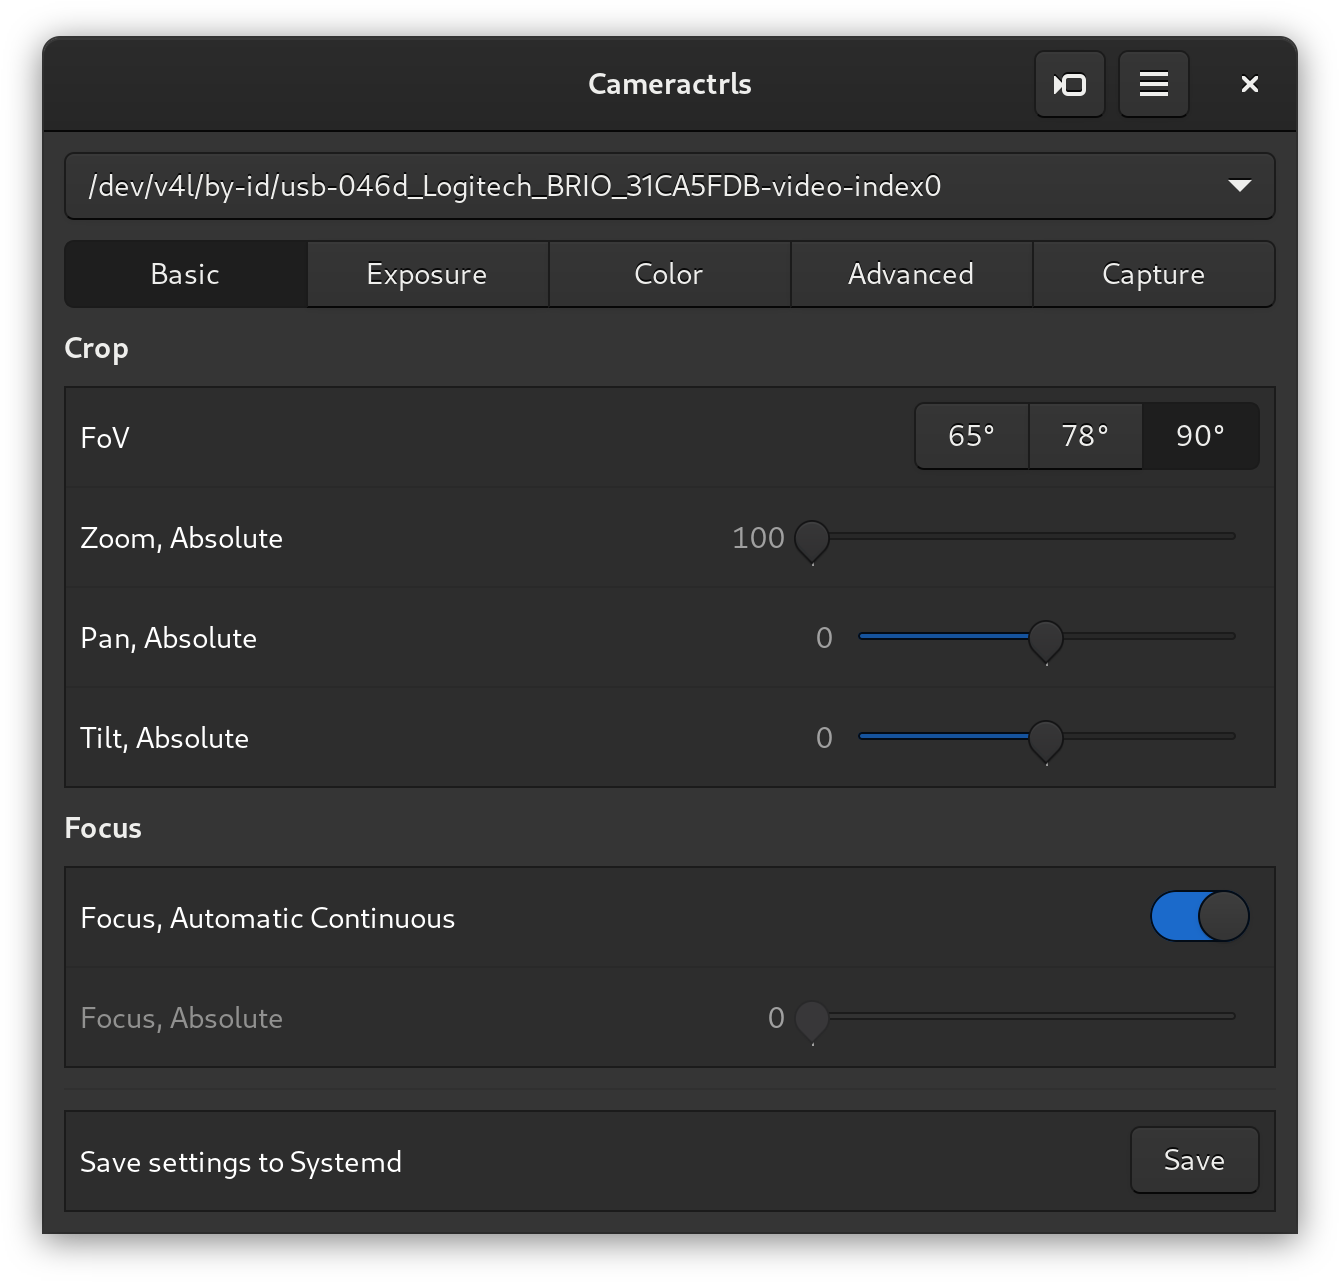 Cameractrls
/dev/v4l/by-id/usb-046d_Logitech_BRIO_31CA5FDB-video-index0
Basic Exposure Color Advanced Capture
Crop
FoV 65° 78° 90°
Zoom, Absolute 100
Pan, Absolute 0
Tilt, Absolute 0
Focus
Focus, Automatic Continuous
Focus, Absolute 0
Save settings to Systemd Save